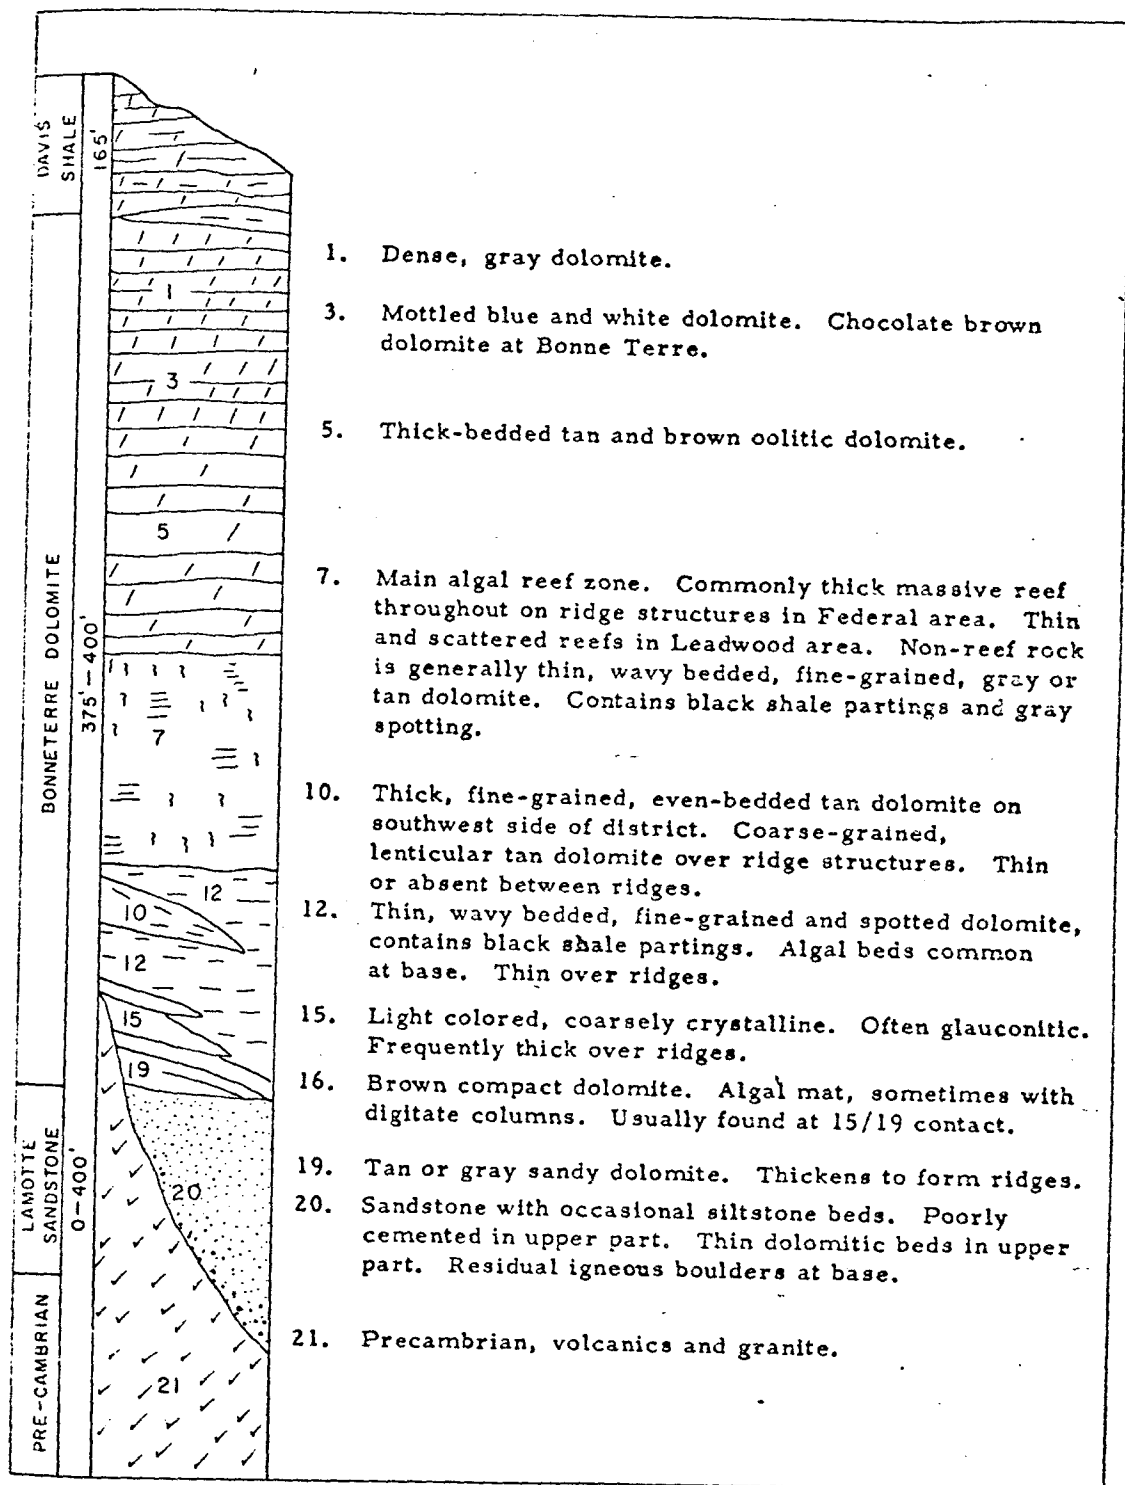 DAVIS
SHALE
165'
BONNETERRE DOLOMITE
375'-400'
LAMOTTE
SANDSTONE
0-400'
PRE-CAMBRIAN
1
3
5
7
12
10
12
15
19
20
21
1. Dense, gray dolomite.
3. Mottled blue and white dolomite. Chocolate brown
dolomite at Bonne Terre.
5. Thick-bedded tan and brown oolitic dolomite.
7. Main algal reef zone. Commonly thick massive reef
throughout on ridge structures in Federal area. Thin
and scattered reefs in Leadwood area. Non-reef rock
is generally thin, wavy bedded, fine-grained, gray or
tan dolomite. Contains black shale partings and gray
spotting.
10. Thick, fine-grained, even-bedded tan dolomite on
southwest side of district. Coarse-grained,
lenticular tan dolomite over ridge structures. Thin
or absent between ridges.
12. Thin, wavy bedded, fine-grained and spotted dolomite,
contains black shale partings. Algal beds common
at base. Thin over ridges.
15. Light colored, coarsely crystalline. Often glauconitic.
Frequently thick over ridges.
16. Brown compact dolomite. Algal mat, sometimes with
digitate columns. Usually found at 15/19 contact.
19. Tan or gray sandy dolomite. Thickens to form ridges.
20. Sandstone with occasional siltstone beds. Poorly
cemented in upper part. Thin dolomitic beds in upper
part. Residual igneous boulders at base.
21. Precambrian, volcanics and granite.